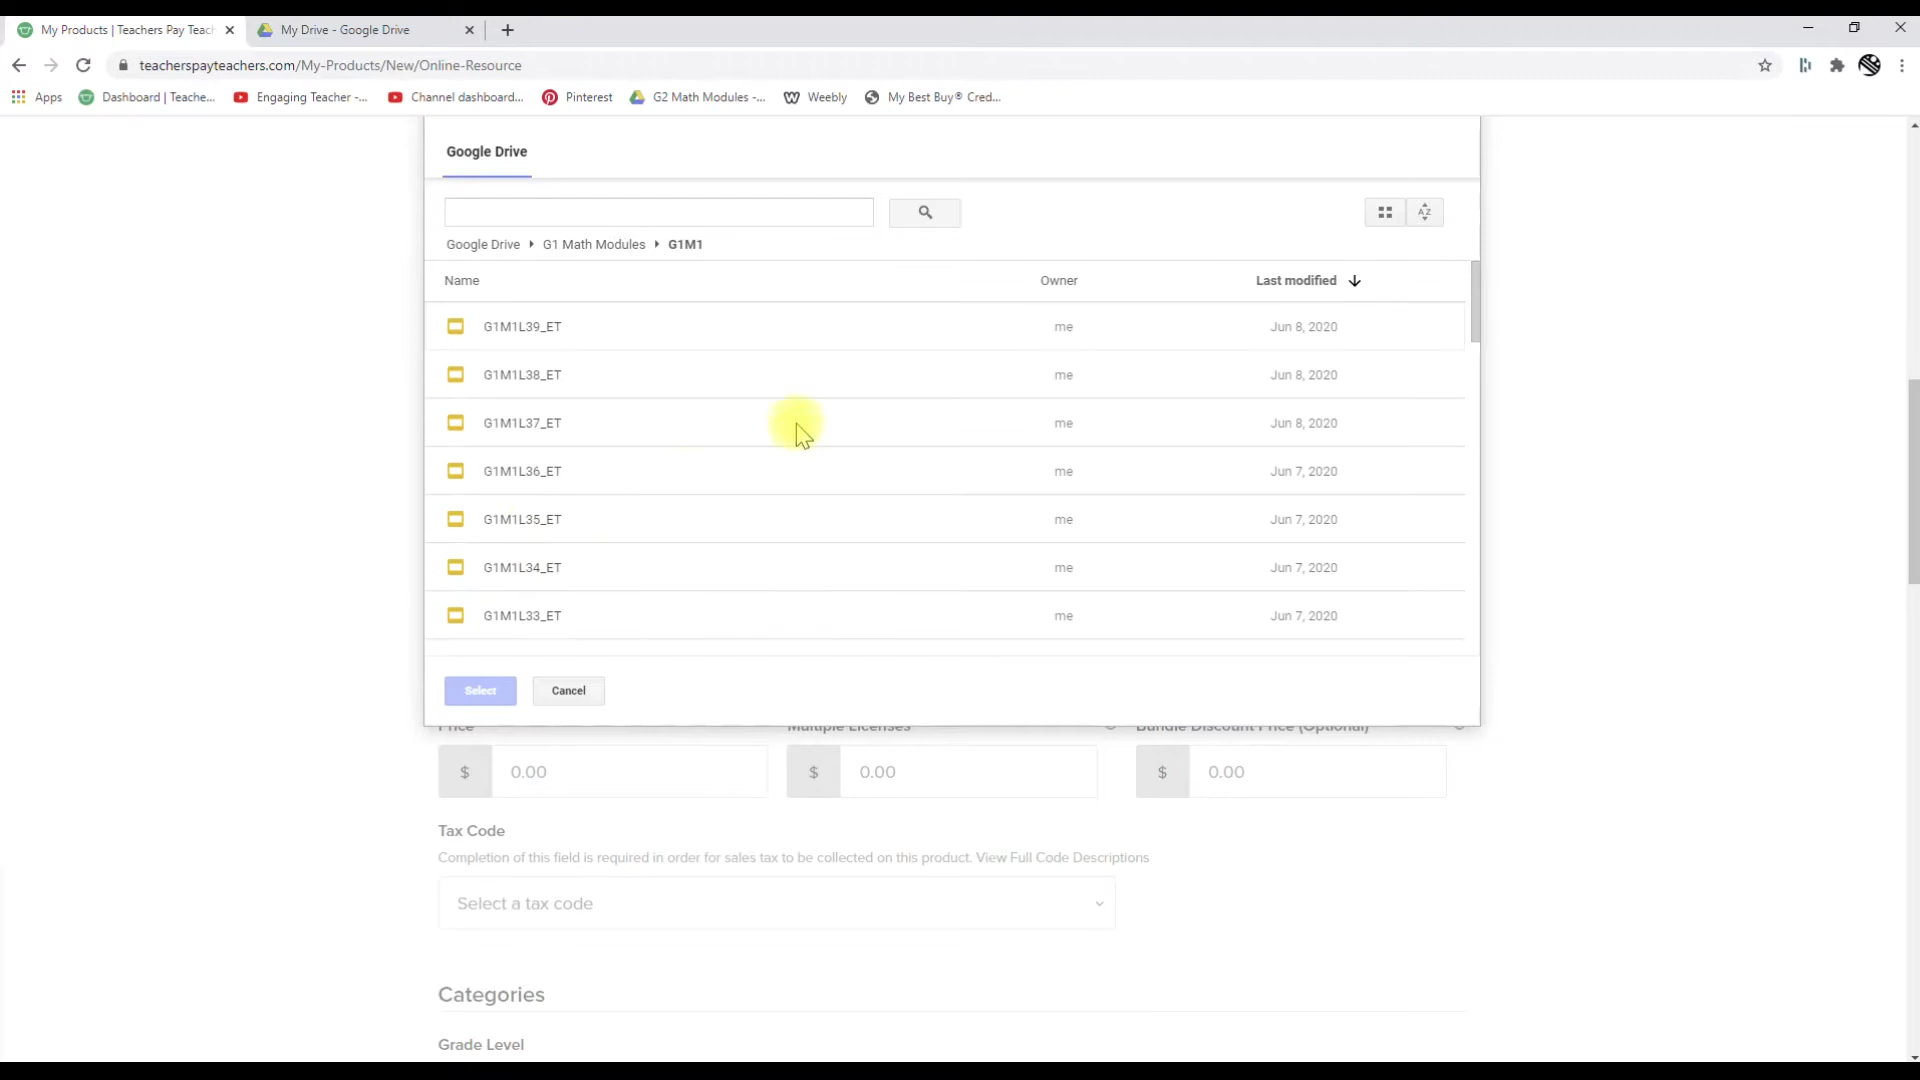 My Products | Teachers Pay Teach
My Drive - Google Drive
teacherspayteachers.com/My-Products/New/Online-Resource
Apps
Dashboard | Teache...
Engaging Teacher -...
Channel dashboard...
Pinterest
G2 Math Modules -...
Weebly
My Best Buy® Cred...
Google Drive
Google Drive
G1 Math Modules
G1M1
Name
Owner
Last modified
G1M1L39_ET me Jun 8, 2020
G1M1L38_ET me Jun 8, 2020
G1M1L37_ET me Jun 8, 2020
G1M1L36_ET me Jun 7, 2020
G1M1L35_ET me Jun 7, 2020
G1M1L34_ET me Jun 7, 2020
G1M1L33_ET me Jun 7, 2020
Select
Cancel
Price
Multiple Licenses
Bundle Discount Price (Optional)
$ 0.00
$ 0.00
$ 0.00
Tax Code
Completion of this field is required in order for sales tax to be collected on this product. View Full Code Descriptions
Select a tax code
Categories
Grade Level